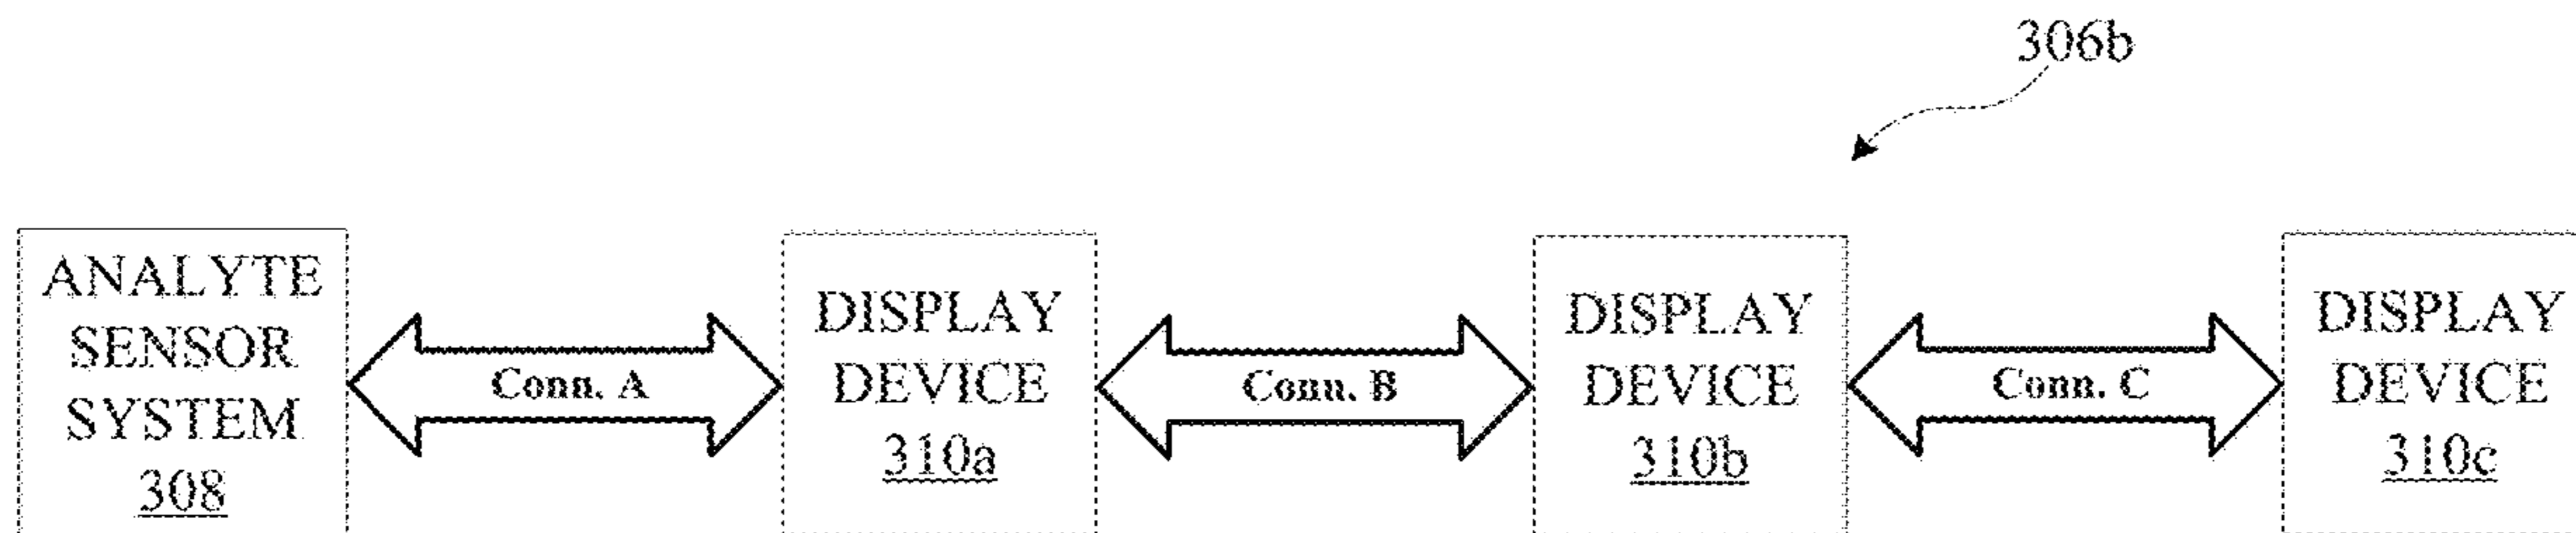 306b
ANALYTE
SENSOR
SYSTEM
308
Conn. A
DISPLAY
DEVICE
310a
Conn. B
DISPLAY
DEVICE
310b
Conn. C
DISPLAY
DEVICE
310c